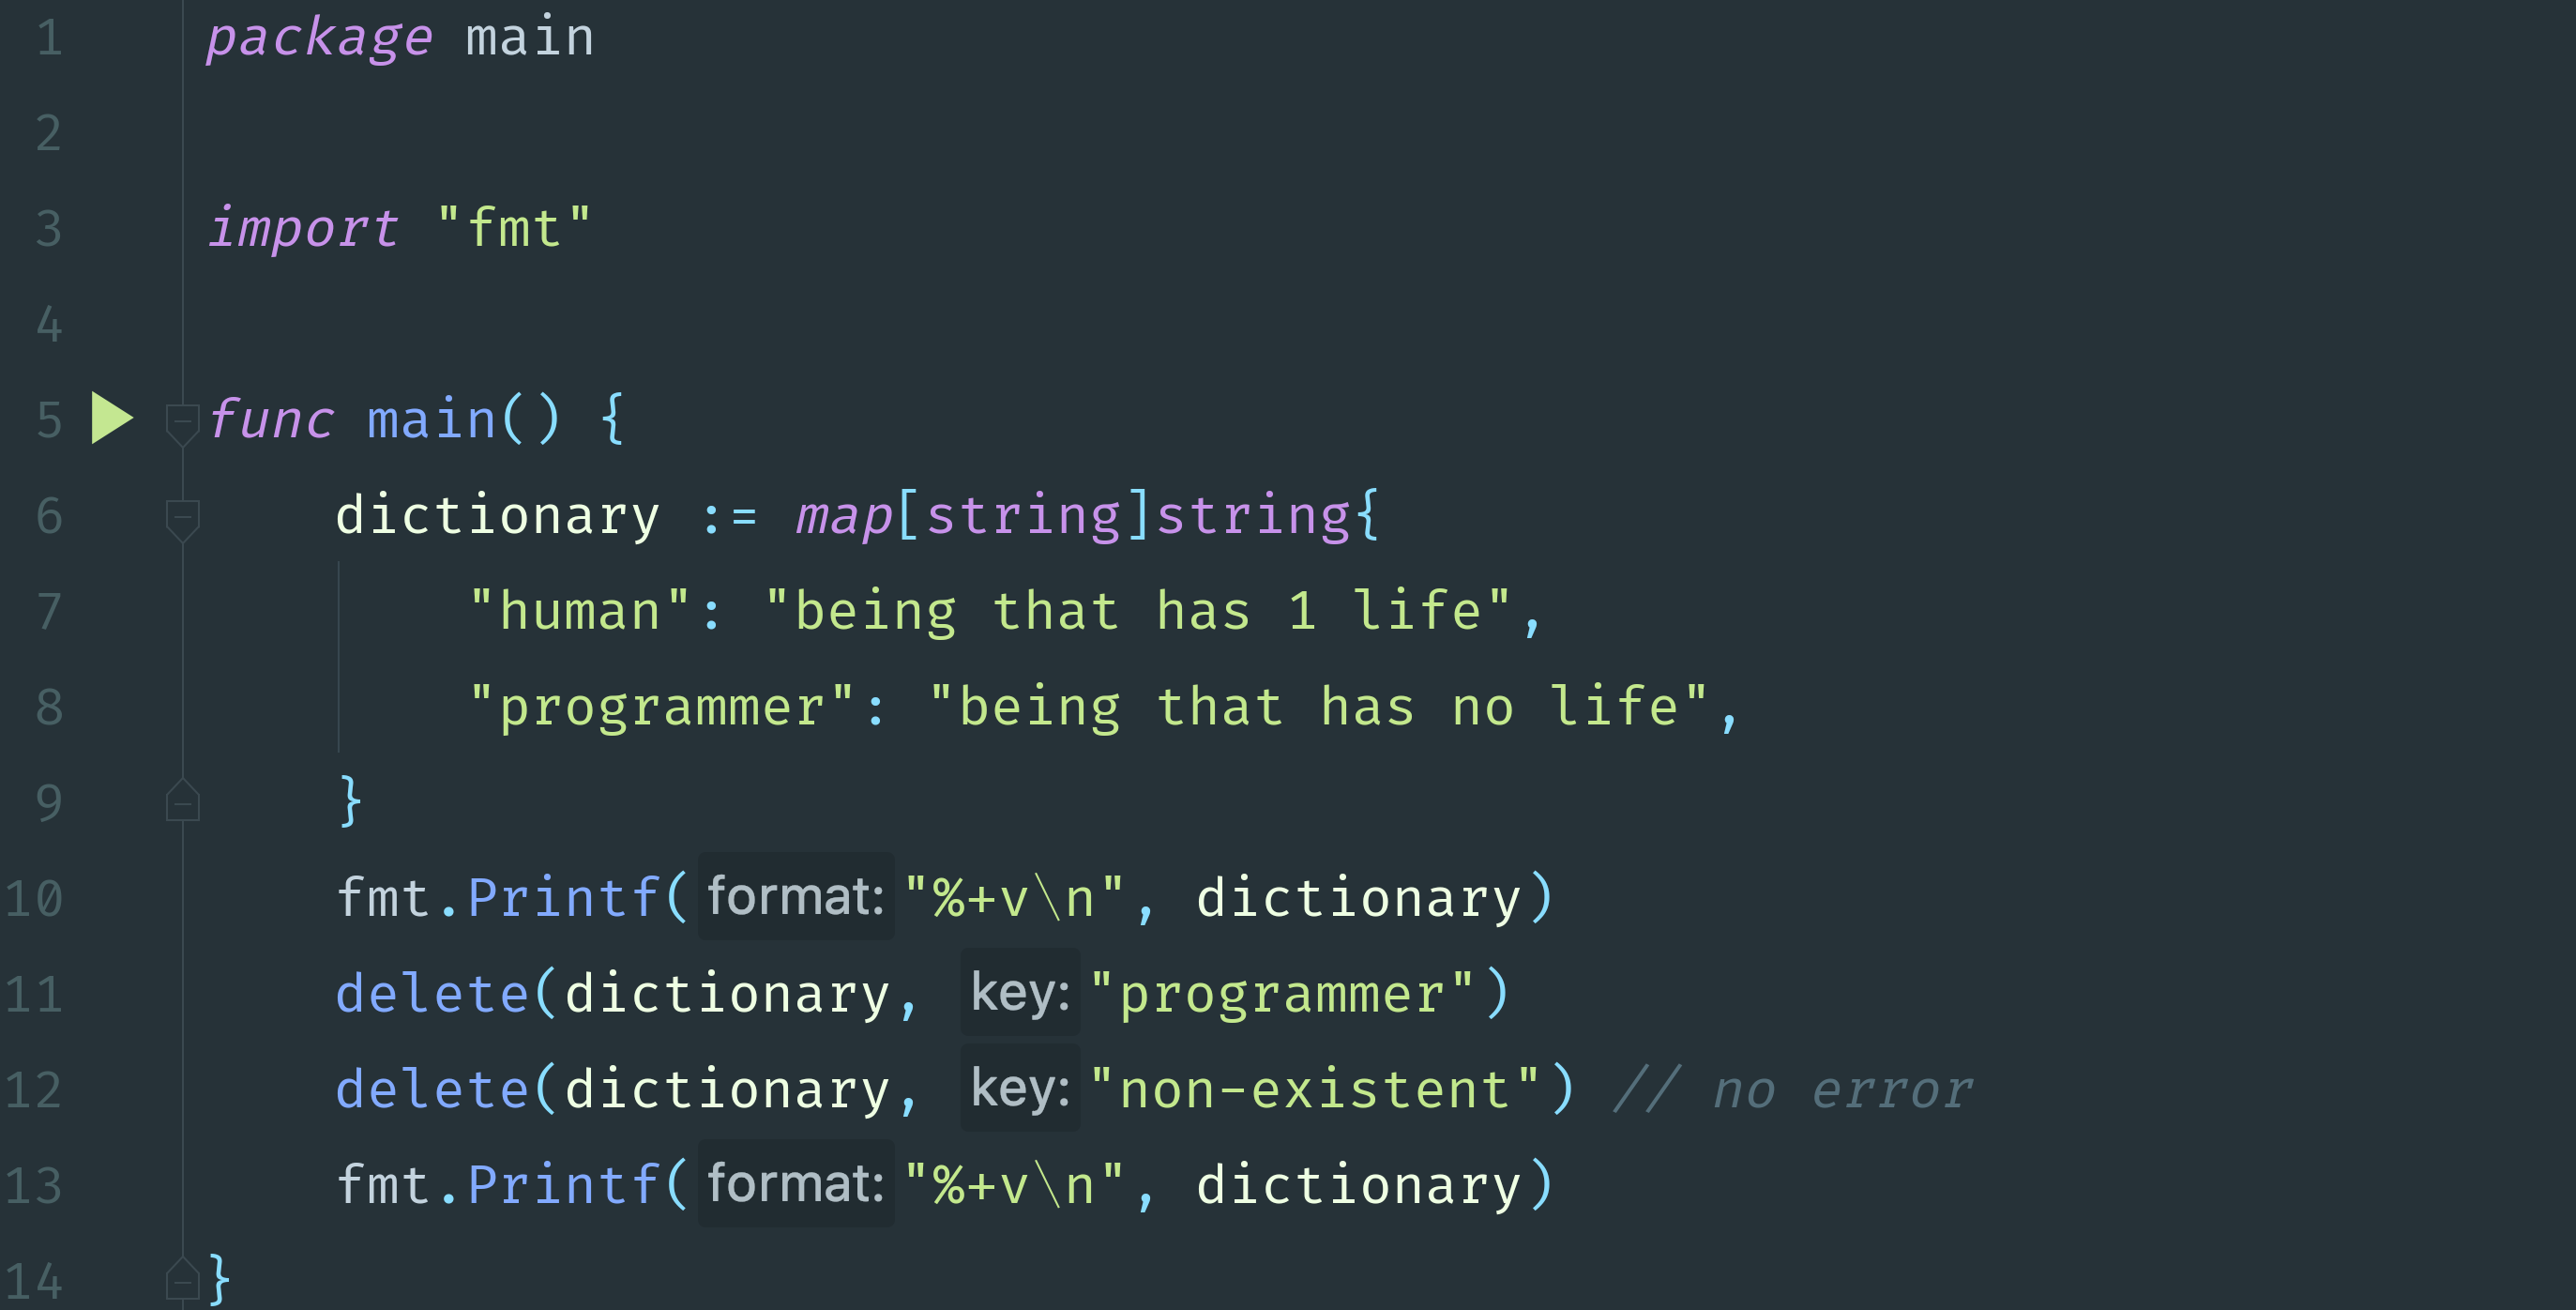 1 package main
2
3 import "fmt"
4
5 func main() {
6     dictionary := map[string]string{
7         "human": "being that has 1 life",
8         "programmer": "being that has no life",
9     }
10     fmt.Printf( format: "%+v\n", dictionary)
11     delete(dictionary, key: "programmer")
12     delete(dictionary, key: "non-existent") // no error
13     fmt.Printf( format: "%+v\n", dictionary)
14 }